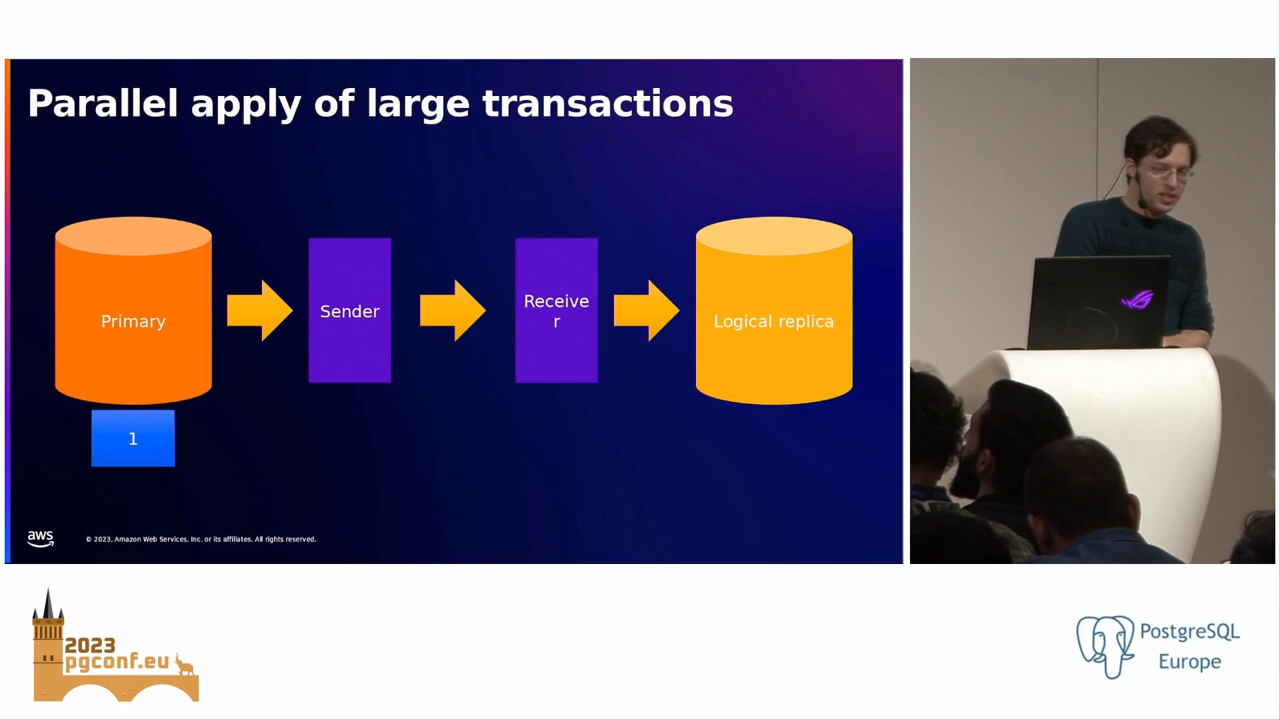 Parallel apply of large transactions
Primary
Sender
Receive
r
Logical replica
1
aws
© 2023, Amazon Web Services, Inc. or its affiliates. All rights reserved.
2023
pgconf.eu
PostgreSQL
Europe